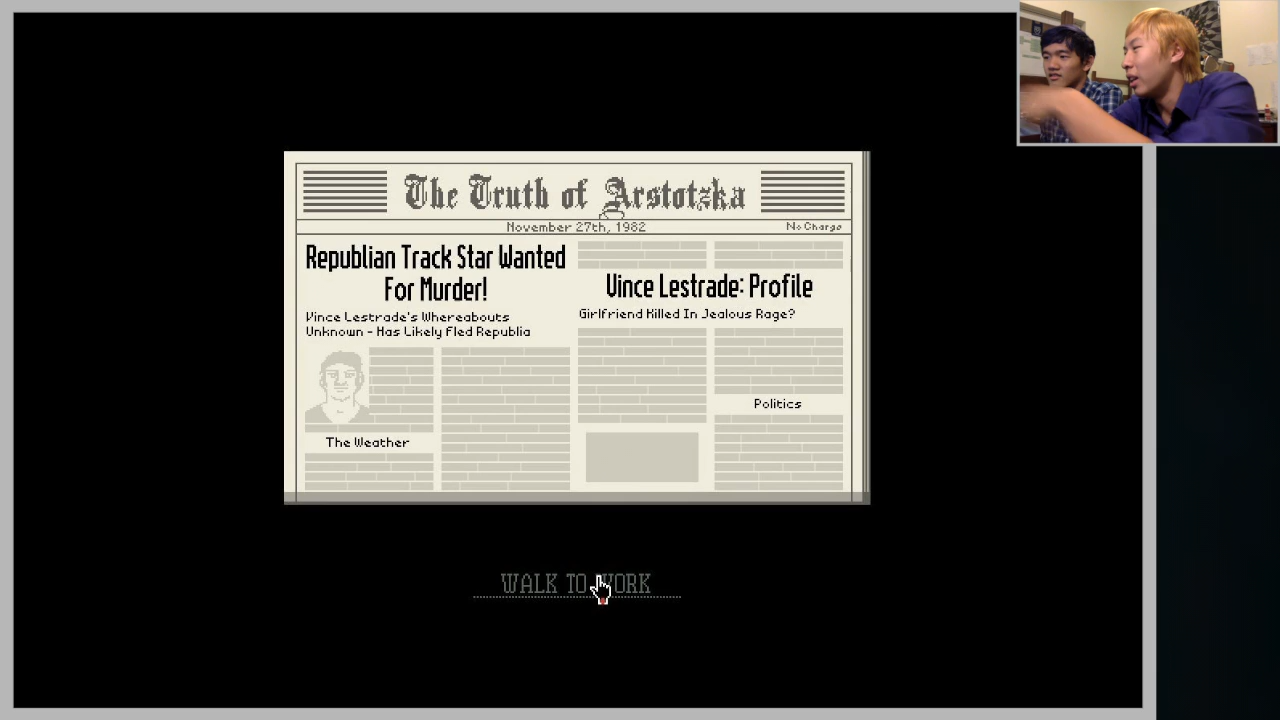 The Truth of Arstotzka
November 27th, 1982
No Charge
Republian Track Star Wanted
For Murder!
Vince Lestrade's Whereabouts
Unknown - Has Likely Fled Republia
The Weather
Vince Lestrade: Profile
Girlfriend Killed In Jealous Rage?
Politics
WALK TO WORK